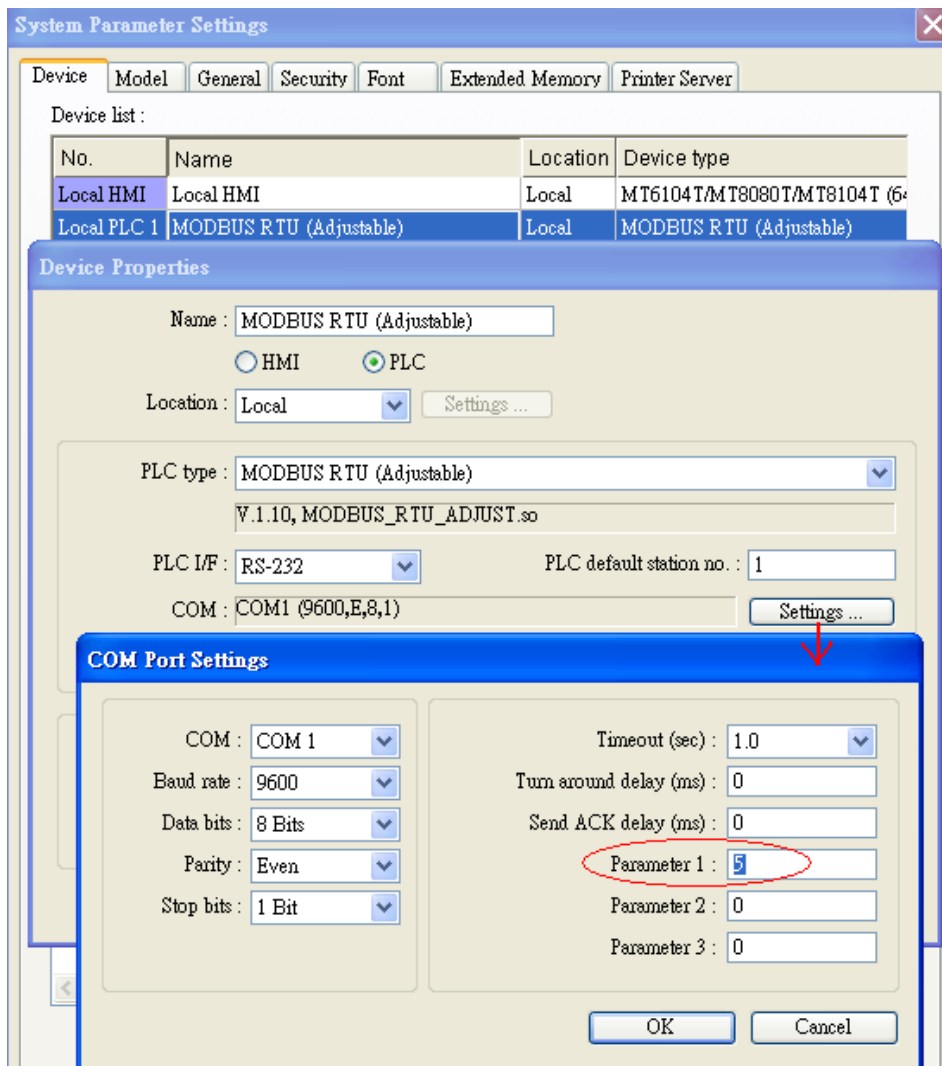 System Parameter Settings
Device Model General Security Font Extended Memory Printer Server
Device list :
No. Name Location Device type
Local HMI Local HMI Local MT6104T/MT8080T/MT8104T (64
Local PLC 1 MODBUS RTU (Adjustable) Local MODBUS RTU (Adjustable)
Device Properties
Name : MODBUS RTU (Adjustable)
HMI PLC
Location : Local Settings ...
PLC type : MODBUS RTU (Adjustable)
V.1.10, MODBUS_RTU_ADJUST.so
PLC I/F : RS-232 PLC default station no. : 1
COM : COM1 (9600,E,8,1) Settings ...
COM Port Settings
COM : COM 1 Timeout (sec) : 1.0
Baud rate : 9600 Turn around delay (ms) : 0
Data bits : 8 Bits Send ACK delay (ms) : 0
Parity : Even Parameter 1 : 5
Stop bits : 1 Bit Parameter 2 : 0
Parameter 3 : 0
OK Cancel